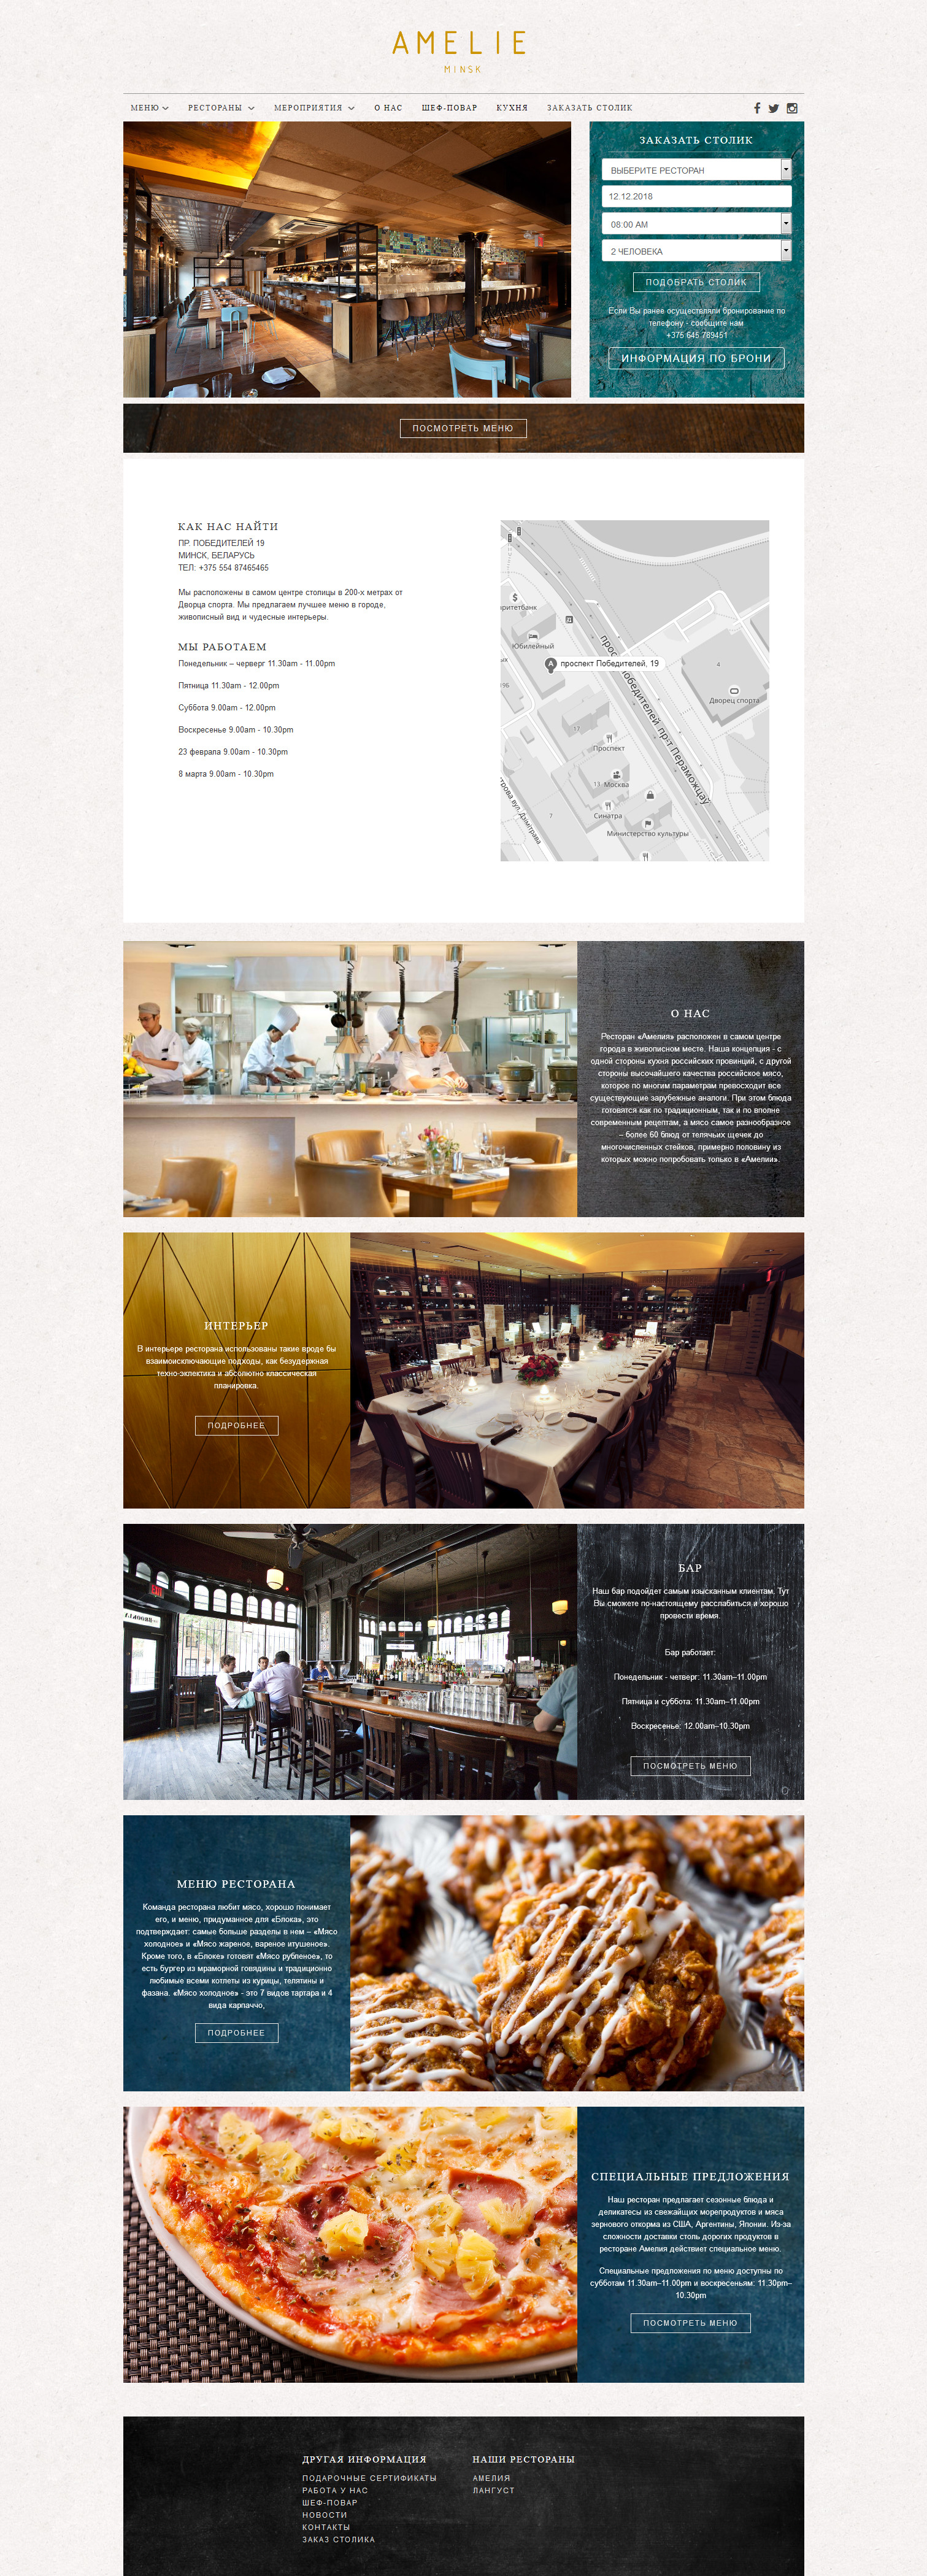 AMELIE
MINSK
МЕНЮ РЕСТОРАНЫ МЕРОПРИЯТИЯ О НАС ШЕФ-ПОВАР КУХНЯ ЗАКАЗАТЬ СТОЛИК
ЗАКАЗАТЬ СТОЛИК
ВЫБЕРИТЕ РЕСТОРАН
12.12.2018
08:00 AM
2 ЧЕЛОВЕКА
ПОДОБРАТЬ СТОЛИК
Если Вы ранее осуществляли бронирование по
телефону - сообщите нам
+375 645 789451
ИНФОРМАЦИЯ ПО БРОНИ
ПОСМОТРЕТЬ МЕНЮ
КАК НАС НАЙТИ
ПР. ПОБЕДИТЕЛЕЙ 19
МИНСК, БЕЛАРУСЬ
ТЕЛ: +375 554 87465465
Мы расположены в самом центре столицы в 200-х метрах от
Дворца спорта. Мы предлагаем лучшее меню в городе,
живописный вид и чудесные интерьеры.
МЫ РАБОТАЕМ
Понедельник – черверг 11.30am - 11.00pm
Пятница 11.30am - 12.00pm
Суббота 9.00am - 12.00pm
Воскресенье 9.00am - 10.30pm
23 февраля 9.00am - 10.30pm
8 марта 9.00am - 10.30pm
ритетбанк
Юбилейный
ых
A проспект Победителей, 19
4
/96
Дворец спорта
17
Проспект
проспект Победителей пр-т Пераможцау
13 Москва
Синатра
7
Министерство культуры
трова вул. Дзмітрава
О НАС
Ресторан «Амелия» расположен в самом центре
города в живописном месте. Наша концепция - с
одной стороны кухня российских провинций, с другой
стороны высочайшего качества российское мясо,
которое по многим параметрам превосходит все
существующие зарубежные аналоги. При этом блюда
готовятся как по традиционным, так и по вполне
современным рецептам, а мясо самое разнообразное
– более 60 блюд от телячьих щечек до
многочисленных стейков, примерно половину из
которых можно попробовать только в «Амелии».
ИНТЕРЬЕР
В интерьере ресторана использованы такие вроде бы
взаимоисключающие подходы, как безудержная
техно-эклектика и абсолютно классическая
планировка.
ПОДРОБНЕЕ
БАР
Наш бар подойдет самым изысканным клиентам. Тут
Вы сможете по-настоящему расслабиться и хорошо
провести время.
Бар работает:
Понедельник - четверг: 11.30am–11.00pm
Пятница и суббота: 11.30am–11.00pm
Воскресенье: 12.00am–10.30pm
ПОСМОТРЕТЬ МЕНЮ
МЕНЮ РЕСТОРАНА
Команда ресторана любит мясо, хорошо понимает
его, и меню, придуманное для «Блока», это
подтверждает: самые больше разделы в нем – «Мясо
холодное» и «Мясо жареное, вареное итушеное».
Кроме того, в «Блоке» готовят «Мясо рубленое», то
есть бургер из мраморной говядины и традиционно
любимые всеми котлеты из курицы, телятины и
фазана. «Мясо холодное» - это 7 видов тартара и 4
вида карпаччо,
ПОДРОБНЕЕ
СПЕЦИАЛЬНЫЕ ПРЕДЛОЖЕНИЯ
Наш ресторан предлагает сезонные блюда и
деликатесы из свежайщих морепродуктов и мяса
зернового откорма из США, Аргентины, Японии. Из-за
сложности доставки столь дорогих продуктов в
ресторане Амелия действиет специальное меню.
Специальные предложения по меню доступны по
субботам 11.30am–11.00pm и воскресеньям: 11:30pm–
10:30pm
ПОСМОТРЕТЬ МЕНЮ
ДРУГАЯ ИНФОРМАЦИЯ
ПОДАРОЧНЫЕ СЕРТИФИКАТЫ
РАБОТА У НАС
ШЕФ-ПОВАР
НОВОСТИ
КОНТАКТЫ
ЗАКАЗ СТОЛИКА
НАШИ РЕСТОРАНЫ
АМЕЛИЯ
ЛАНГУСТ